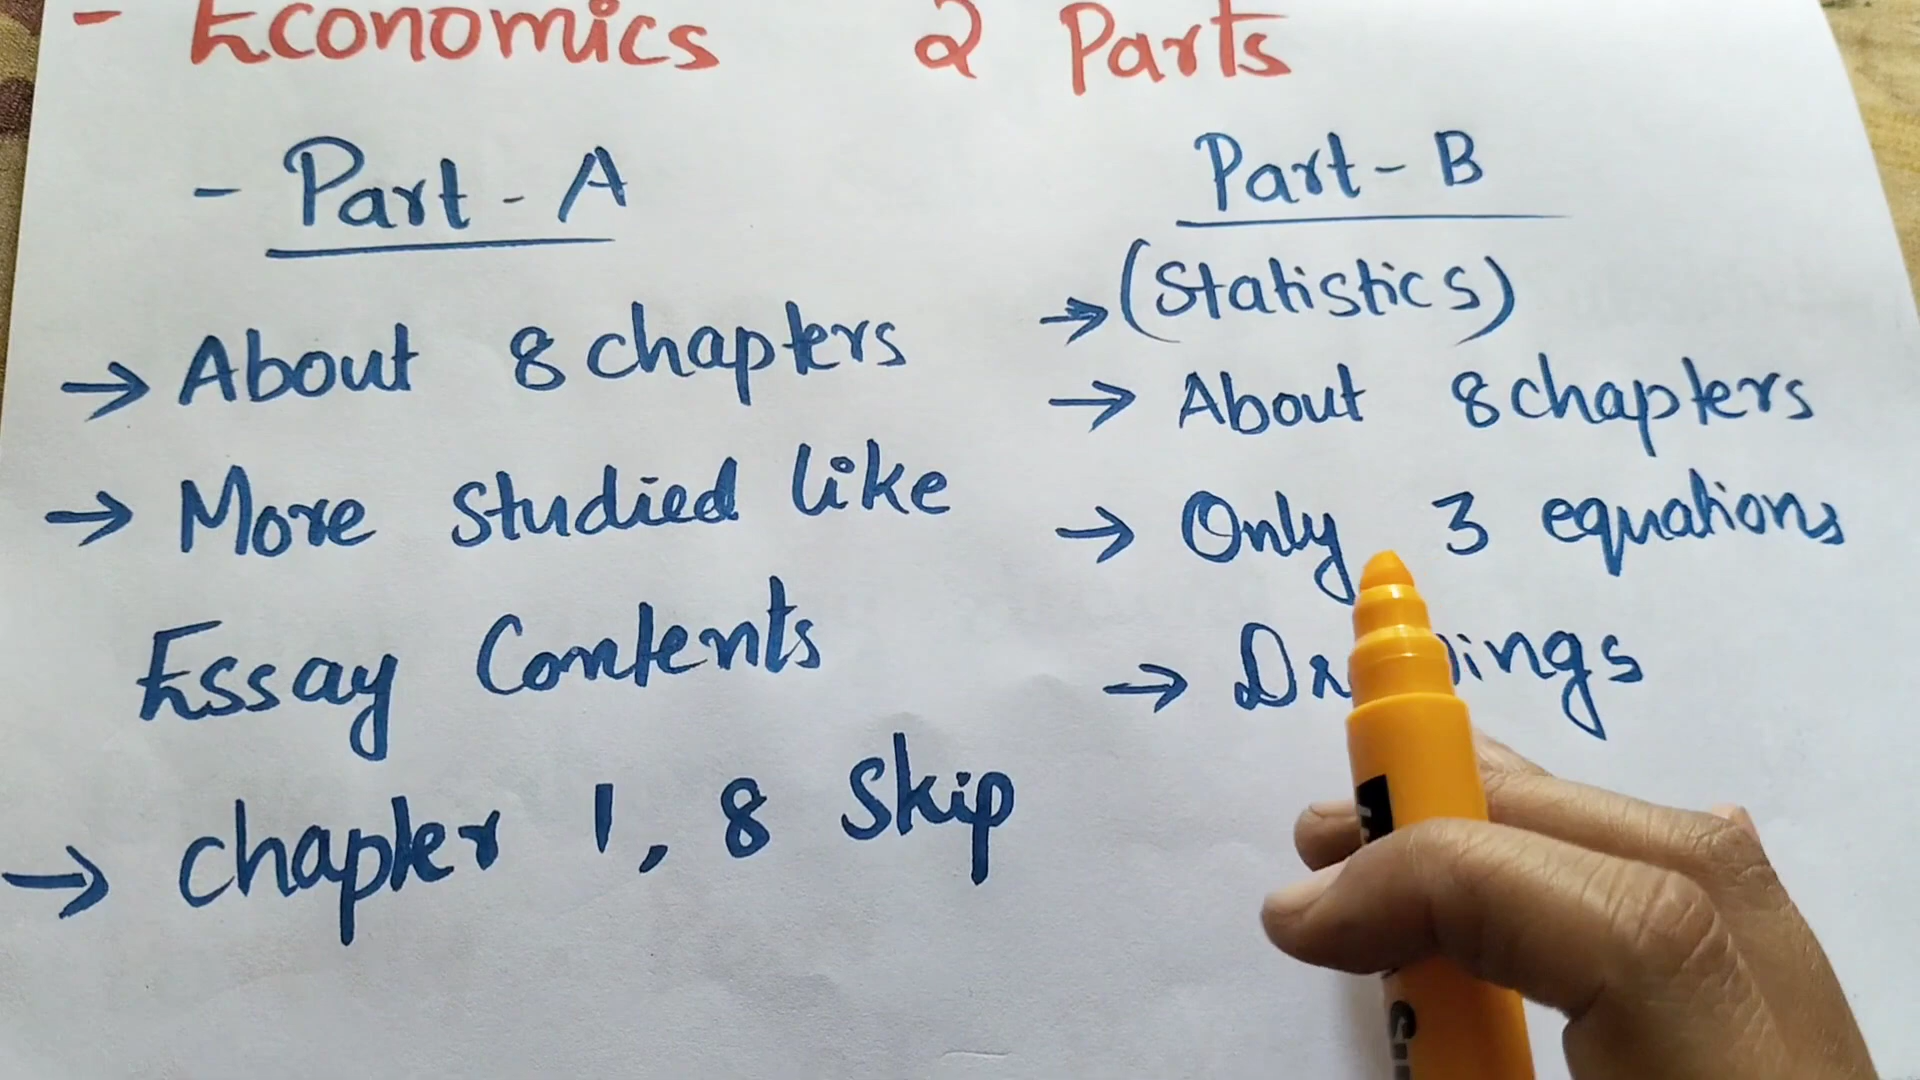 - Economics 2 Parts
- Part - A
→ About 8 chapters
→ More studied like
Essay Contents
→ chapter 1, 8 Skip
Part - B
→ (Statistics)
→ About 8 chapters
→ Only 3 equations
→